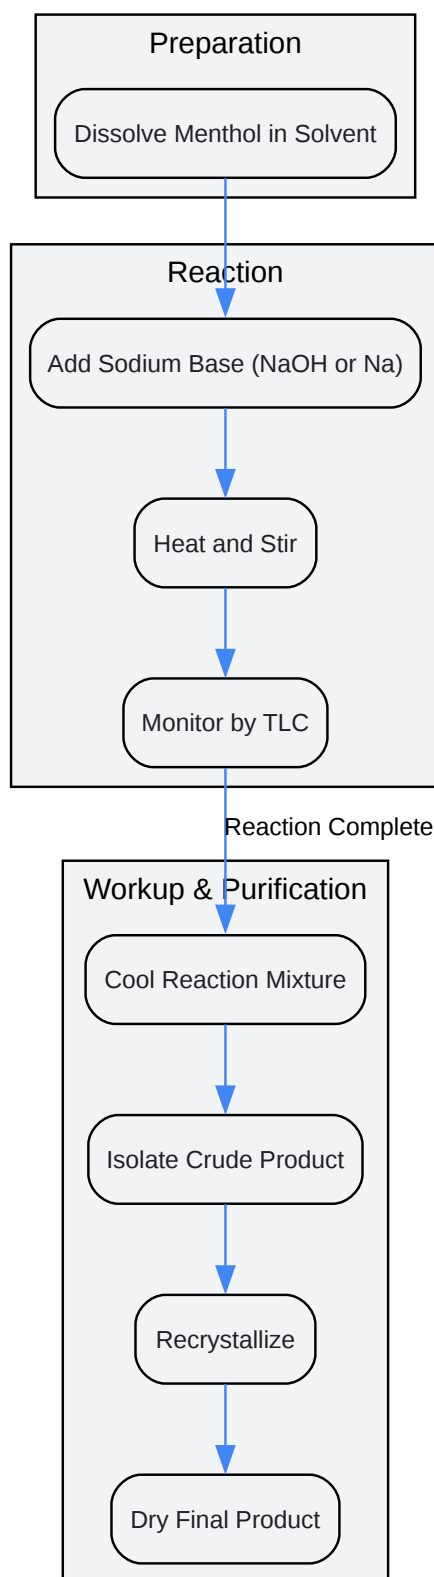 Preparation
Dissolve Menthol in Solvent
Reaction
Add Sodium Base (NaOH or Na)
Heat and Stir
Monitor by TLC
Reaction Complete
Workup & Purification
Cool Reaction Mixture
Isolate Crude Product
Recrystallize
Dry Final Product